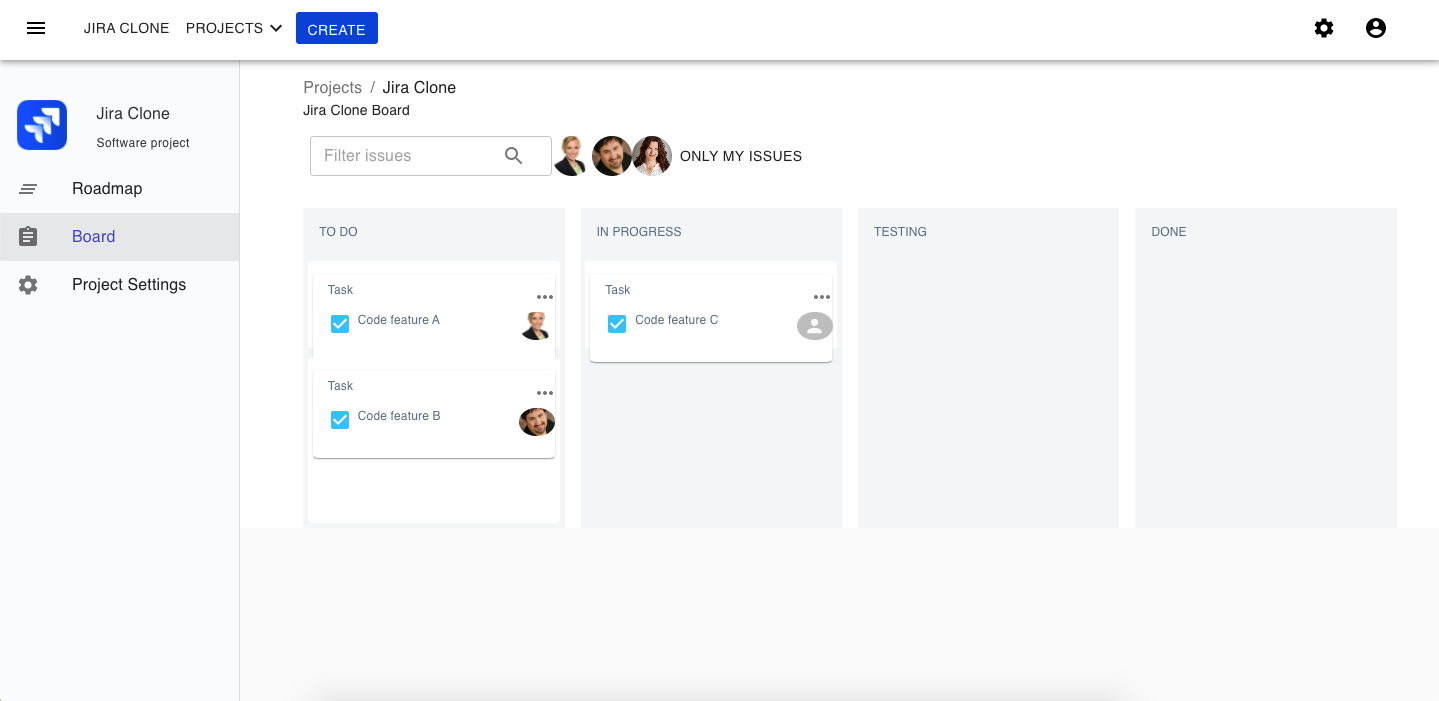 JIRA CLONE PROJECTS CREATE
Jira Clone
Software project
Roadmap
Board
Project Settings
Projects / Jira Clone
Jira Clone Board
Filter issues
ONLY MY ISSUES
TO DO
Task
Code feature A
Task
Code feature B
IN PROGRESS
Task
Code feature C
TESTING
DONE